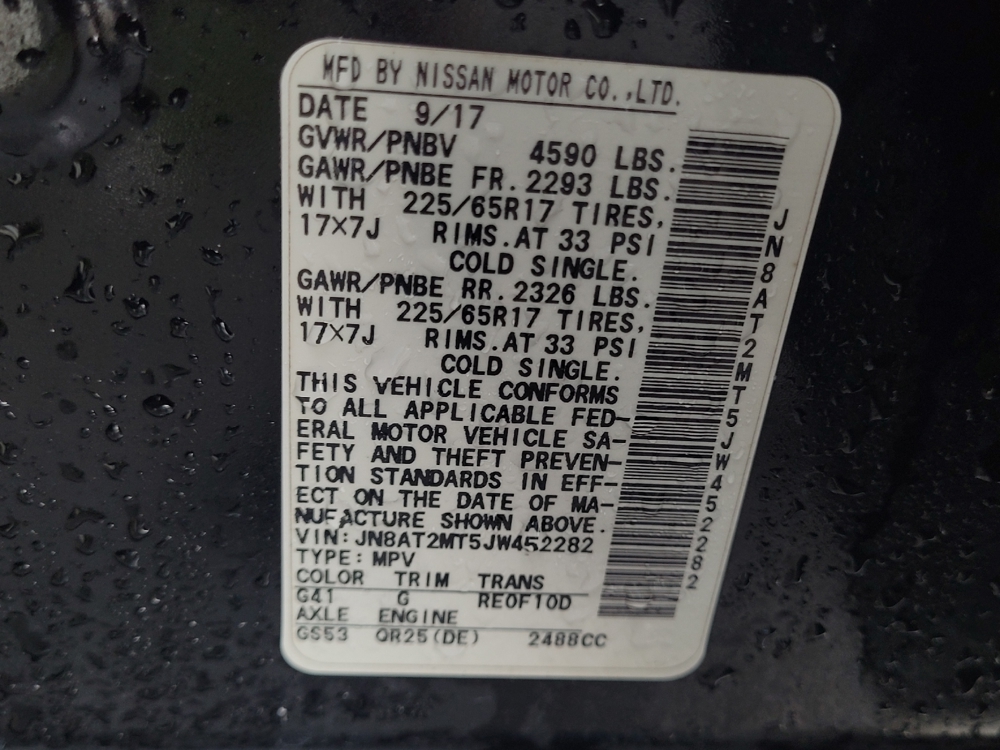 MFD BY NISSAN MOTOR CO.,LTD.
DATE 9/17
GVWR/PNBV 4590 LBS.
GAWR/PNBE FR. 2293 LBS.
WITH 225/65R17 TIRES,
17X7J RIMS.AT 33 PSI
COLD SINGLE.
GAWR/PNBE RR. 2326 LBS.
WITH 225/65R17 TIRES,
17X7J RIMS.AT 33 PSI
COLD SINGLE.
THIS VEHICLE CONFORMS
TO ALL APPLICABLE FED-
ERAL MOTOR VEHICLE SA-
FETY AND THEFT PREVEN-
TION STANDARDS IN EFF-
ECT ON THE DATE OF MA-
NUFACTURE SHOWN ABOVE.
VIN:JN8AT2MT5JW452282
TYPE:MPV
COLOR TRIM TRANS
G41 G RE0F10D
AXLE ENGINE
GS53 QR25(DE) 2488CC
JN8AT2MT5JW452282